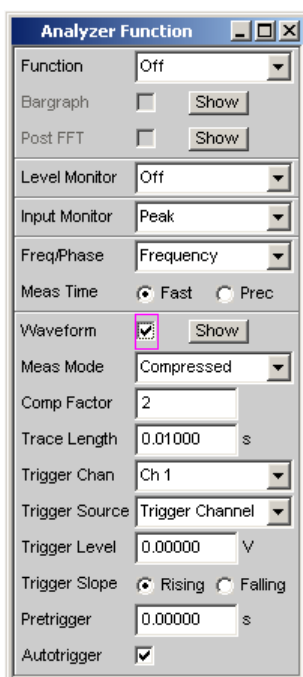 Analyzer Function
Function Off
Bargraph Show
Post FFT Show
Level Monitor Off
Input Monitor Peak
Freq/Phase Frequency
Meas Time Fast Prec
Waveform Show
Meas Mode Compressed
Comp Factor 2
Trace Length 0.01000 s
Trigger Chan Ch 1
Trigger Source Trigger Channel
Trigger Level 0.00000 V
Trigger Slope Rising Falling
Pretrigger 0.00000 s
Autotrigger